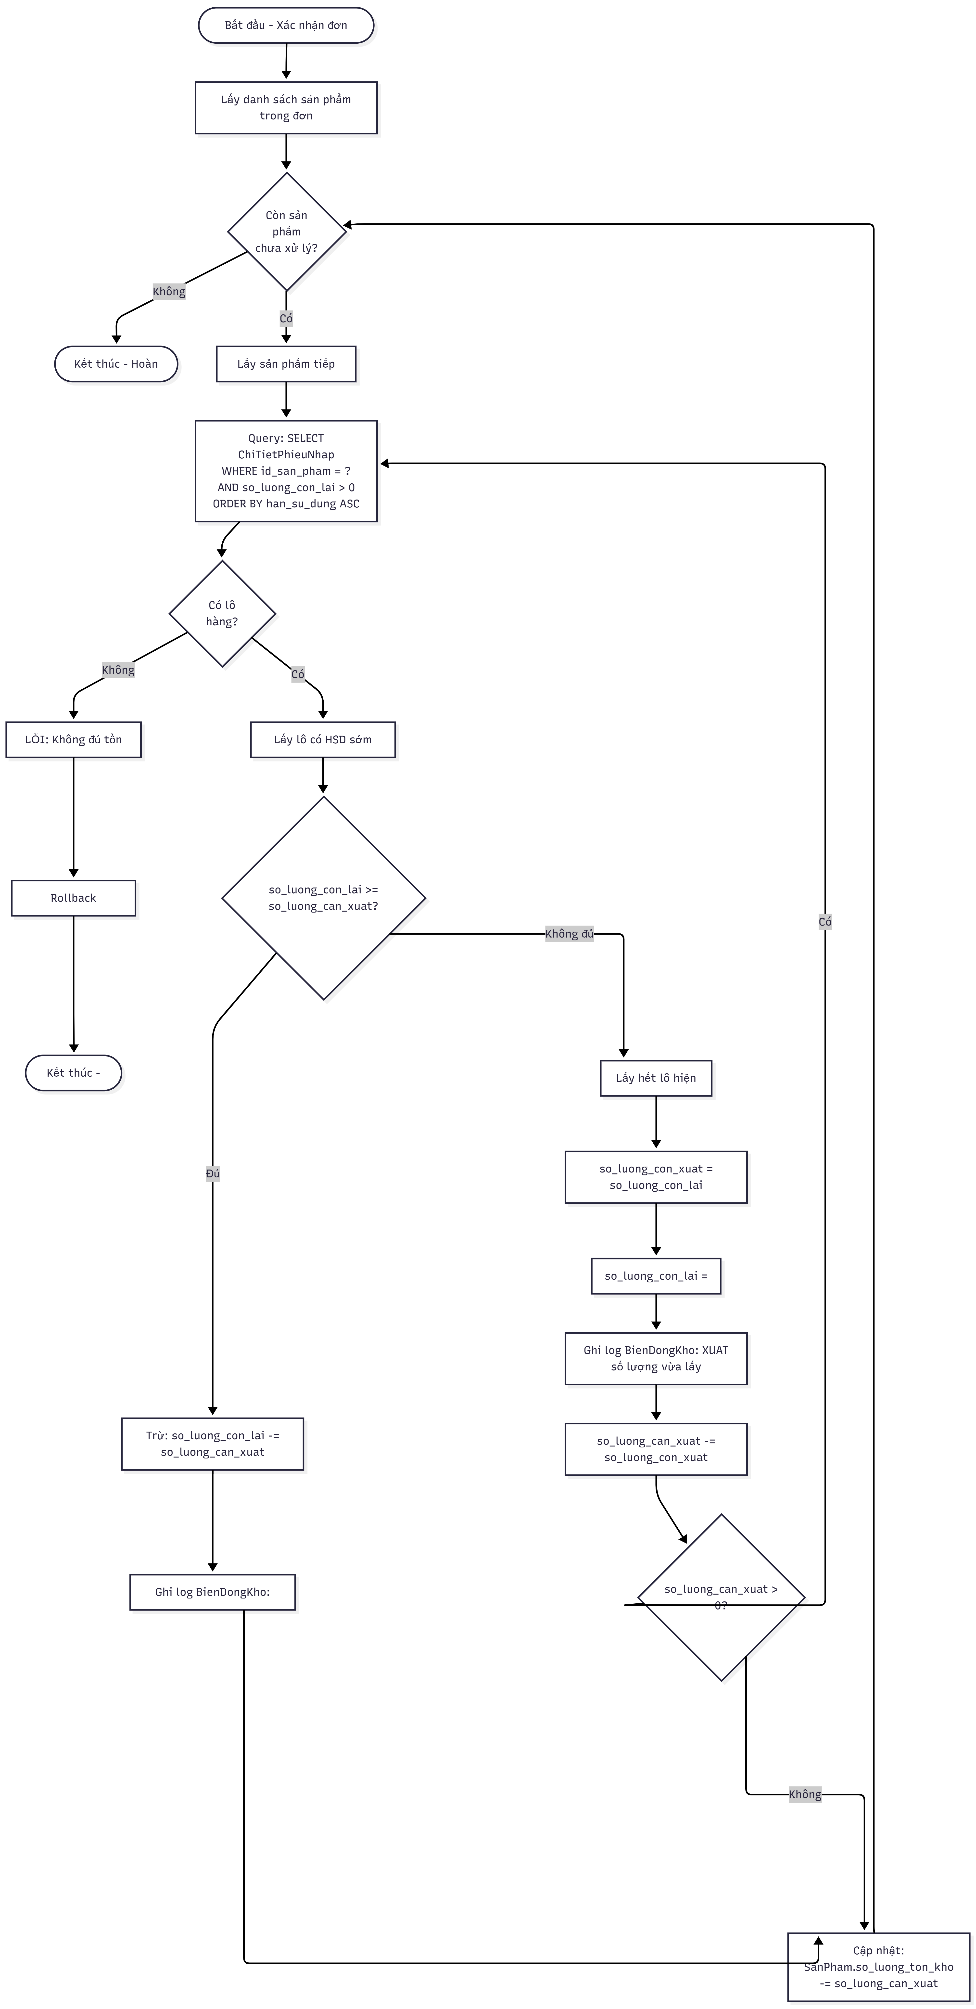 Bắt đầu - Xác nhận đơn
Lấy danh sách sản phẩm
trong đơn
Còn sản
phẩm
chưa xử lý?
Không
Có
Kết thúc - Hoàn
Lấy sản phẩm tiếp
Query: SELECT
ChiTietPhieuNhap
WHERE id_san_pham = ?
AND so_luong_con_lai > 0
ORDER BY han_su_dung ASC
Có lô
hàng?
Không
Có
LỖI: Không đủ tồn
Lấy lô có HSD sớm
Rollback
so_luong_con_lai >=
so_luong_can_xuat?
Có
Không đủ
Kết thúc -
Lấy hết lô hiện
Đủ
so_luong_con_xuat =
so_luong_con_lai
so_luong_con_lai =
Ghi log BienDongKho: XUAT
số lượng vừa lấy
Trừ: so_luong_con_lai -=
so_luong_can_xuat
so_luong_can_xuat -=
so_luong_con_xuat
Ghi log BienDongKho:
so_luong_can_xuat >
0?
Không
Cập nhật:
SanPham.so_luong_ton_kho
-= so_luong_can_xuat